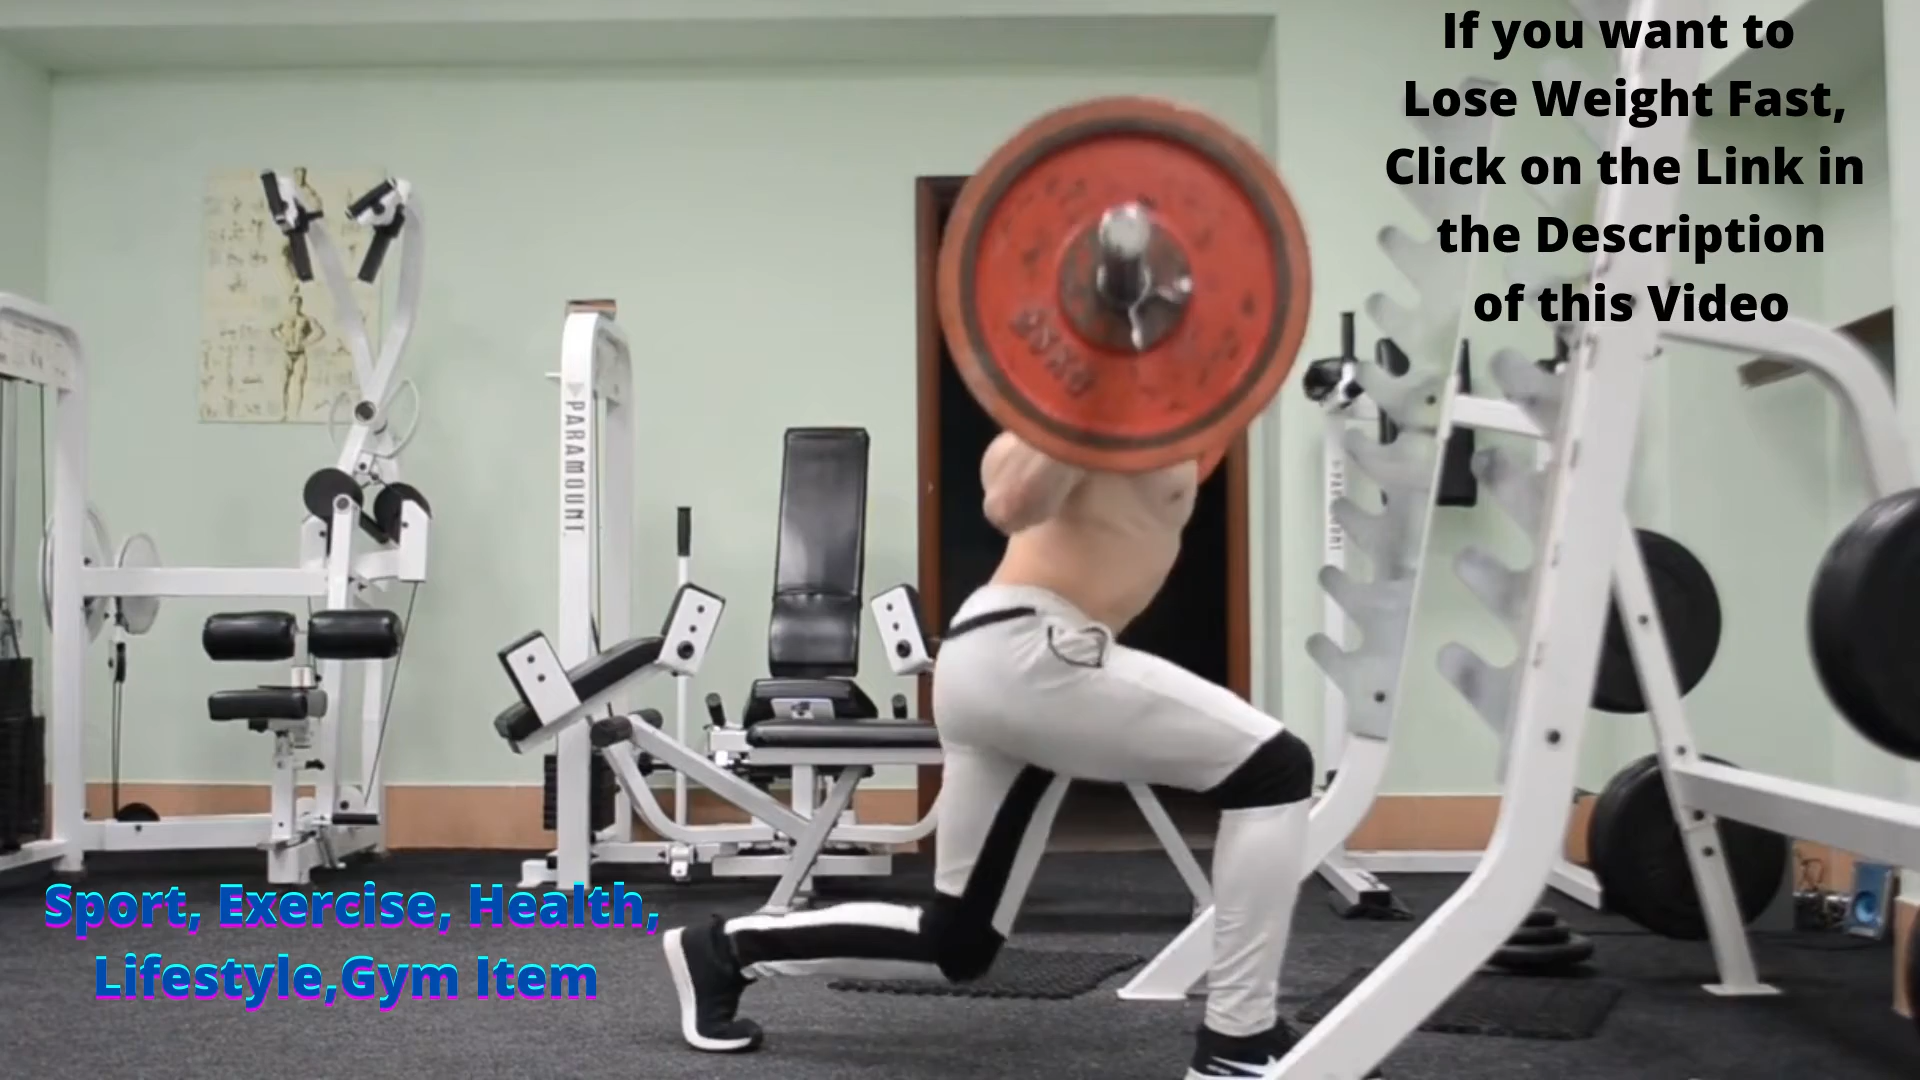 If you want to
Lose Weight Fast,
Click on the Link in
the Description
of this Video
PARAMOUNT
Sport, Exercise, Health,
Lifestyle,Gym Item